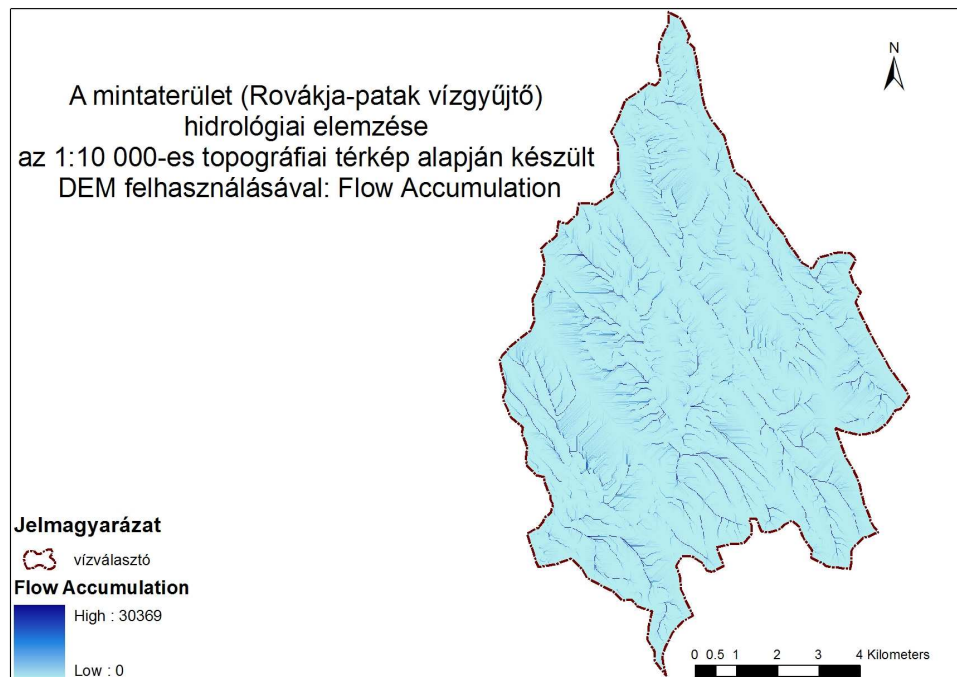 A mintaterület (Rovákja-patak vízgyűjtő)
hidrológiai elemzése
az 1:10 000-es topográfiai térkép alapján készült
DEM felhasználásával: Flow Accumulation
N
Jelmagyarázat
vízválasztó
Flow Accumulation
High : 30369
Low : 0
0 0.5 1 2 3 4 Kilometers